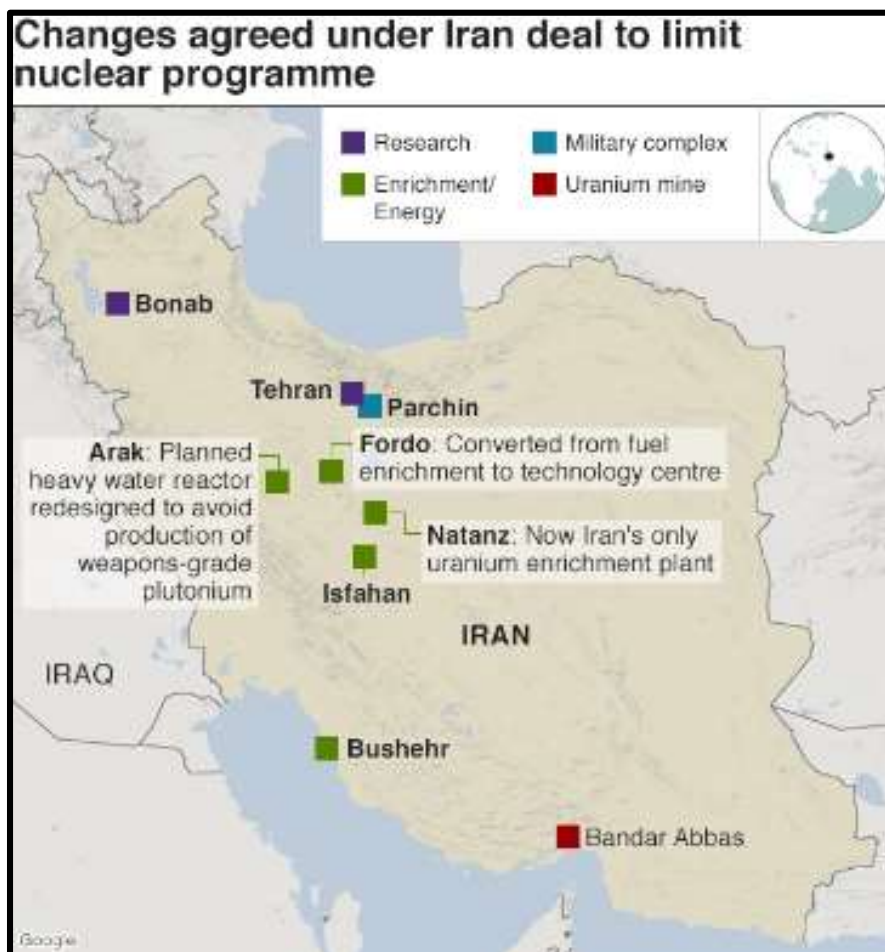 Changes agreed under Iran deal to limit
nuclear programme
Research
Military complex
Enrichment/
Energy
Uranium mine
Bonab
Tehran
Parchin
Arak: Planned
heavy water reactor
redesigned to avoid
production of
weapons-grade
plutonium
Fordo: Converted from fuel
enrichment to technology centre
Natanz: Now Iran's only
uranium enrichment plant
Isfahan
IRAN
IRAQ
Bushehr
Bandar Abbas
Google